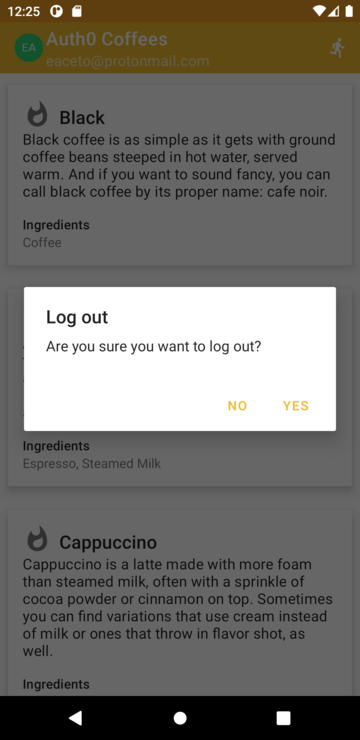 12:25
EA
Auth0 Coffees
eaceto@protonmail.com
Black
Black coffee is as simple as it gets with ground
coffee beans steeped in hot water, served
warm. And if you want to sound fancy, you can
call black coffee by its proper name: cafe noir.
Ingredients
Coffee
Log out
Are you sure you want to log out?
NO
YES
Ingredients
Espresso, Steamed Milk
Cappuccino
Cappuccino is a latte made with more foam
than steamed milk, often with a sprinkle of
cocoa powder or cinnamon on top. Sometimes
you can find variations that use cream instead
of milk or ones that throw in flavor shot, as
well.
Ingredients